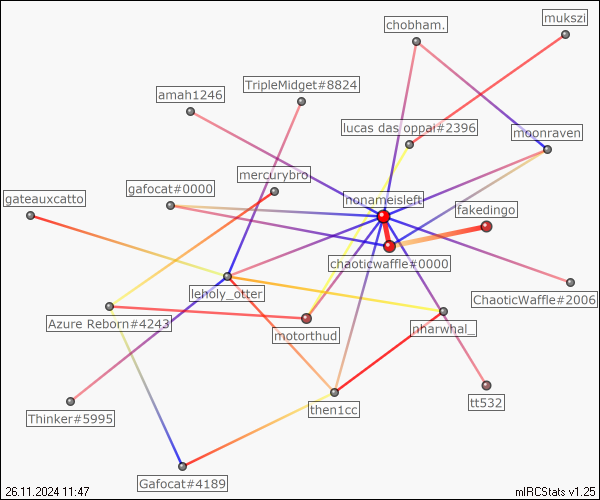 mukszi
chobham.
TripleMidget#8824
amah1246
lucas das oppai#2396
moonraven
mercurybro
gafocat#0000
gateauxcatto
nonameisleft
fakedingo
chaoticwaffle#0000
leholy_otter
ChaoticWaffle#2006
Azure Reborn#4243
motorthud
nharwhal_
tt532
then1cc
Thinker#5995
Gafocat#4189
26.11.2024 11:47
mIRCStats v1.25